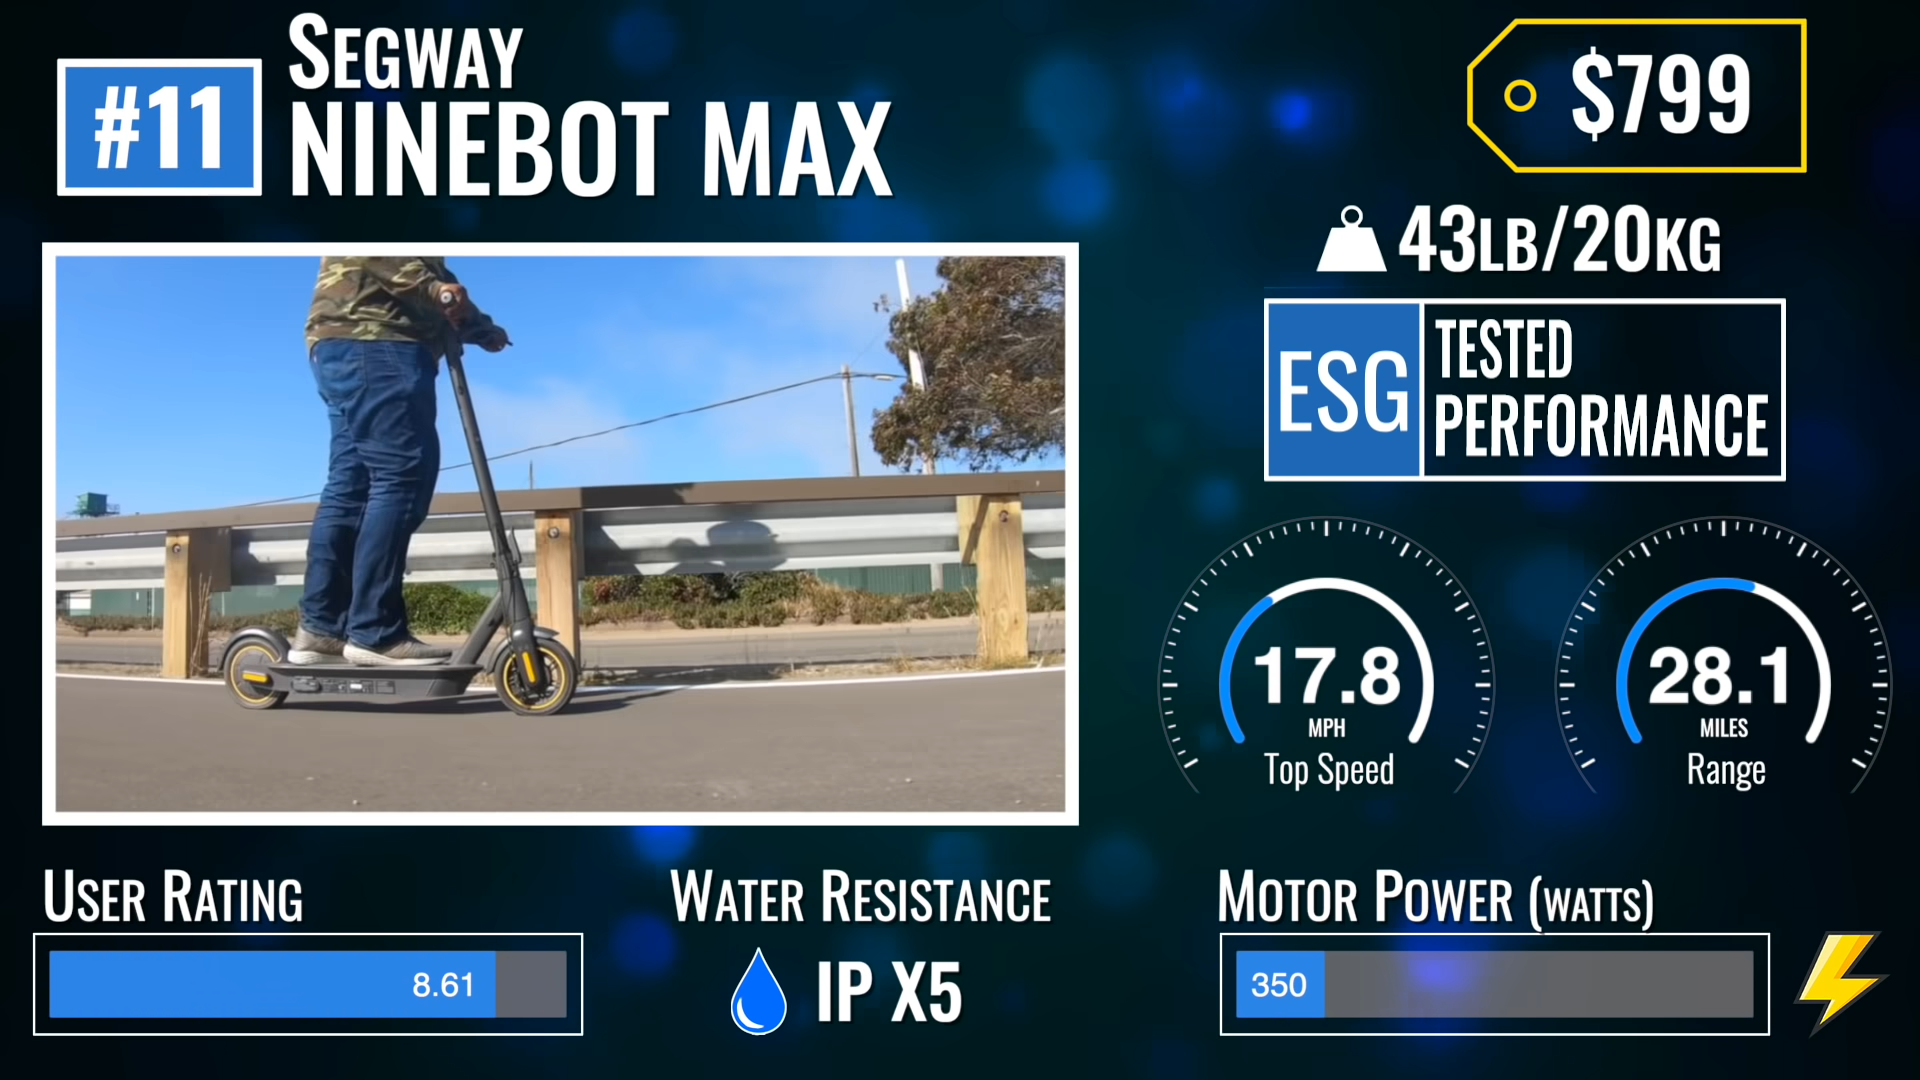 #11
SEGWAY
NINEBOT MAX
$799
43LB/20KG
ESG
TESTED
PERFORMANCE
17.8
MPH
Top Speed
28.1
MILES
Range
USER RATING
8.61
WATER RESISTANCE
IP X5
MOTOR POWER (WATTS)
350